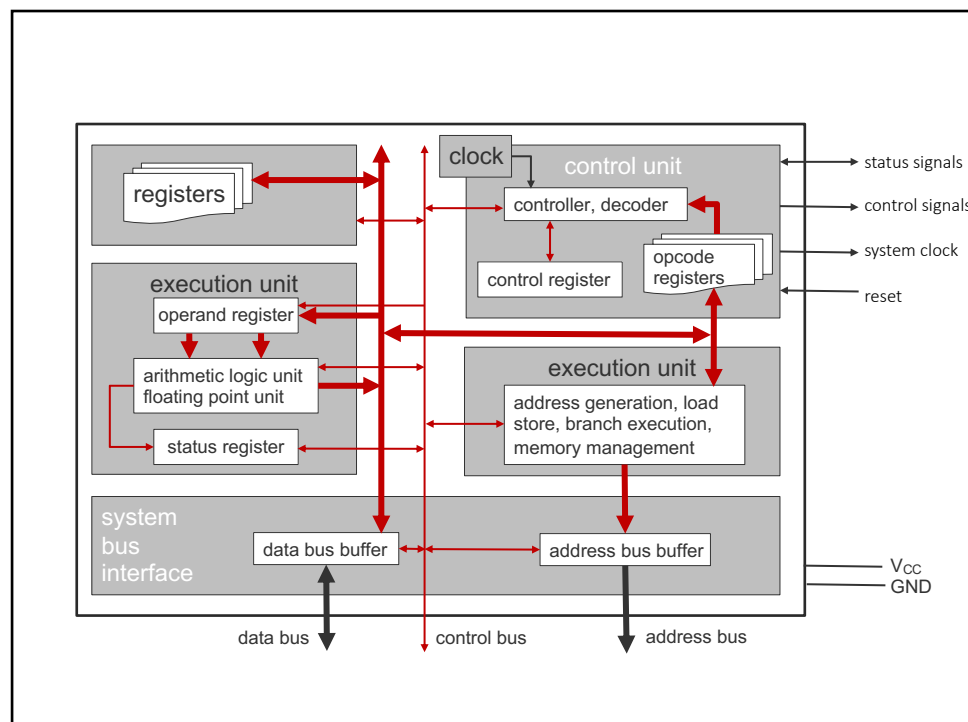 clock
control unit
status signals
registers
controller, decoder
control signals
opcode
registers
system clock
control register
execution unit
reset
operand register
arithmetic logic unit
floating point unit
status register
execution unit
address generation, load
store, branch execution,
memory management
system
bus
interface
data bus buffer
address bus buffer
VCC
GND
data bus
control bus
address bus